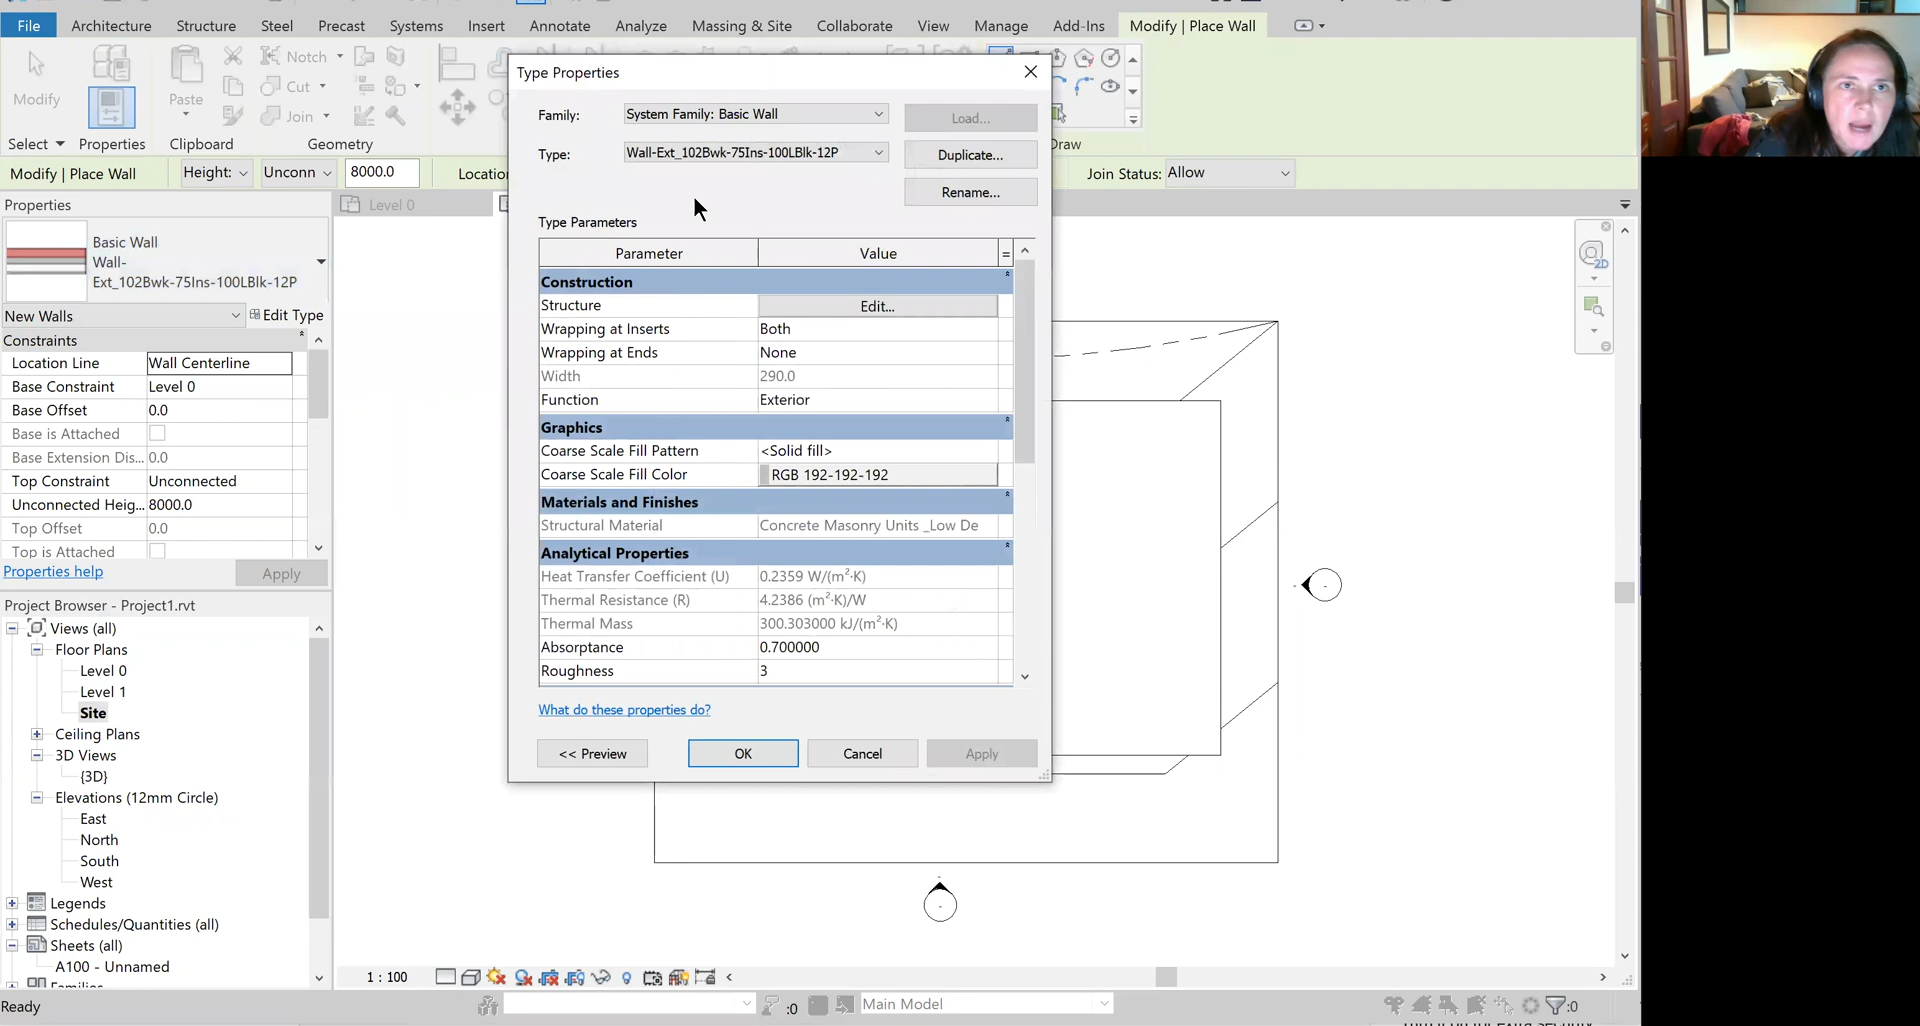 File Architecture Structure Steel Precast Systems Insert Annotate Analyze Massing & Site Collaborate View Manage Add-Ins Modify | Place Wall
Modify
Paste
Notch
Cut
Join
Select Properties Clipboard Geometry
Draw
Modify | Place Wall Height: Unconn 8000.0 Locatio
Join Status: Allow
Properties
Level 0
Basic Wall
Wall-
Ext_102Bwk-75Ins-100LBlk-12P
New Walls Edit Type
Constraints
Location Line Wall Centerline
Base Constraint Level 0
Base Offset 0.0
Base is Attached
Base Extension Dis... 0.0
Top Constraint Unconnected
Unconnected Heig... 8000.0
Top Offset 0.0
Top is Attached
Properties help Apply
Project Browser - Project1.rvt
Views (all)
Floor Plans
Level 0
Level 1
Site
Ceiling Plans
3D Views
{3D}
Elevations (12mm Circle)
East
North
South
West
Legends
Schedules/Quantities (all)
Sheets (all)
A100 - Unnamed
Type Properties
Family: System Family: Basic Wall Load...
Type: Wall-Ext_102Bwk-75Ins-100LBlk-12P Duplicate...
Rename...
Type Parameters
Parameter Value =
Construction
Structure Edit...
Wrapping at Inserts Both
Wrapping at Ends None
Width 290.0
Function Exterior
Graphics
Coarse Scale Fill Pattern <Solid fill>
Coarse Scale Fill Color RGB 192-192-192
Materials and Finishes
Structural Material Concrete Masonry Units _Low De
Analytical Properties
Heat Transfer Coefficient (U) 0.2359 W/(m²·K)
Thermal Resistance (R) 4.2386 (m²·K)/W
Thermal Mass 300.303000 kJ/(m²·K)
Absorptance 0.700000
Roughness 3
What do these properties do?
<< Preview OK Cancel Apply
2D
1 : 100
Ready
:0
Main Model
:0